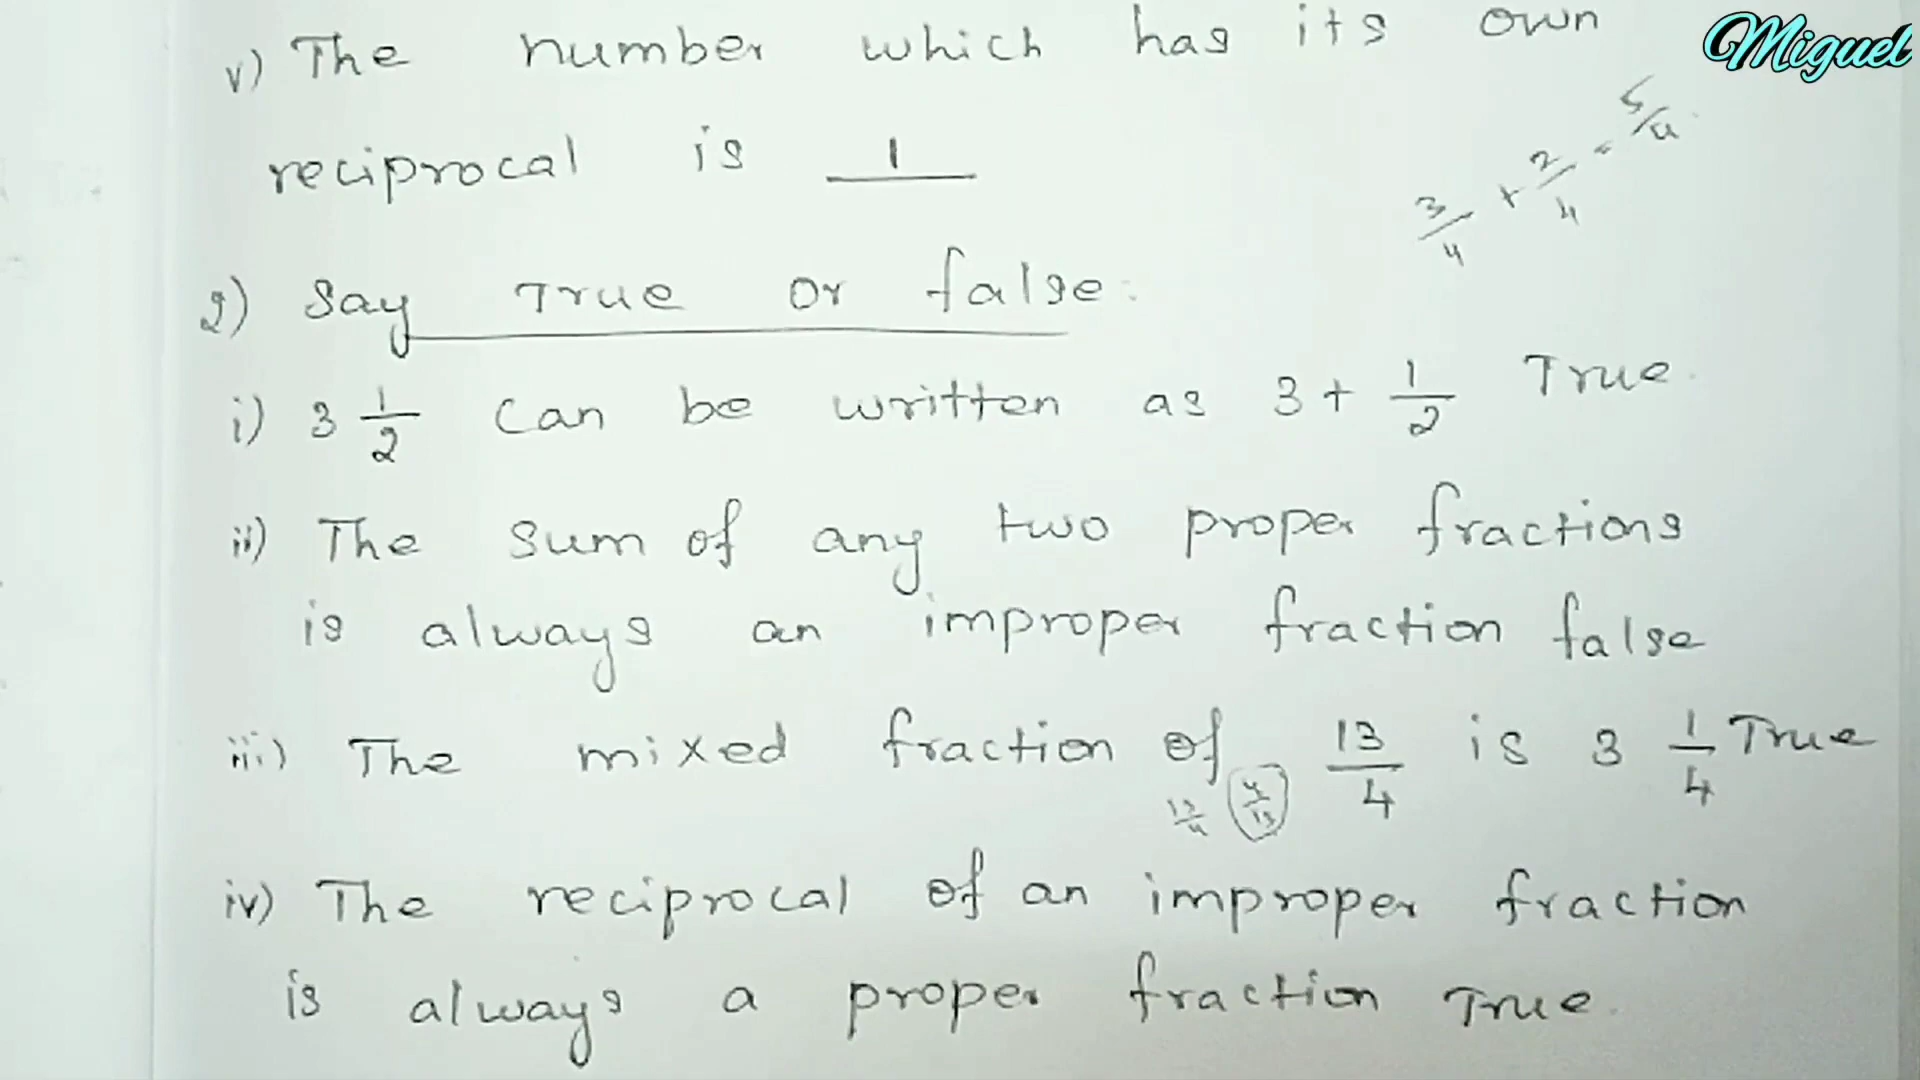 Miguel
v) The number which has its own
reciprocal is 1
3/4 + 2/4 = 5/4
2) Say True or false:
i) 3 1/2 can be written as 3 + 1/2 True
ii) The sum of any two proper fractions
is always an improper fraction false
iii) The mixed fraction of 13/4 is 3 1/4 True
13/4 4/13
iv) The reciprocal of an improper fraction
is always a proper fraction True.